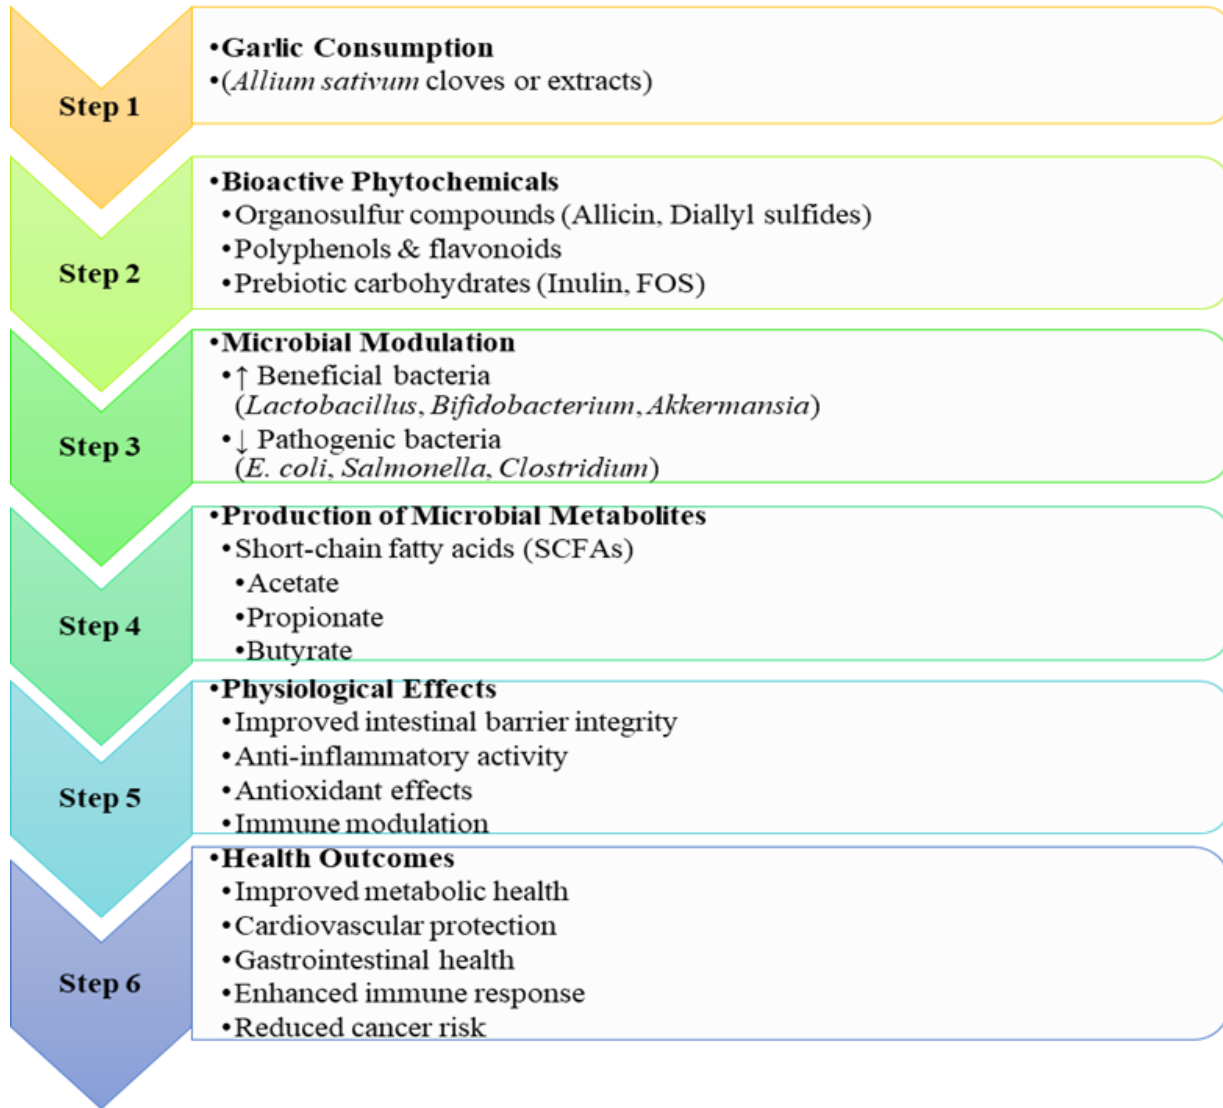 Step 1
•Garlic Consumption
•(Allium sativum cloves or extracts)
Step 2
•Bioactive Phytochemicals
•Organosulfur compounds (Allicin, Diallyl sulfides)
•Polyphenols & flavonoids
•Prebiotic carbohydrates (Inulin, FOS)
Step 3
•Microbial Modulation
•↑ Beneficial bacteria
(Lactobacillus, Bifidobacterium, Akkermansia)
•↓ Pathogenic bacteria
(E. coli, Salmonella, Clostridium)
Step 4
•Production of Microbial Metabolites
•Short-chain fatty acids (SCFAs)
•Acetate
•Propionate
•Butyrate
Step 5
•Physiological Effects
•Improved intestinal barrier integrity
•Anti-inflammatory activity
•Antioxidant effects
•Immune modulation
Step 6
•Health Outcomes
•Improved metabolic health
•Cardiovascular protection
•Gastrointestinal health
•Enhanced immune response
•Reduced cancer risk